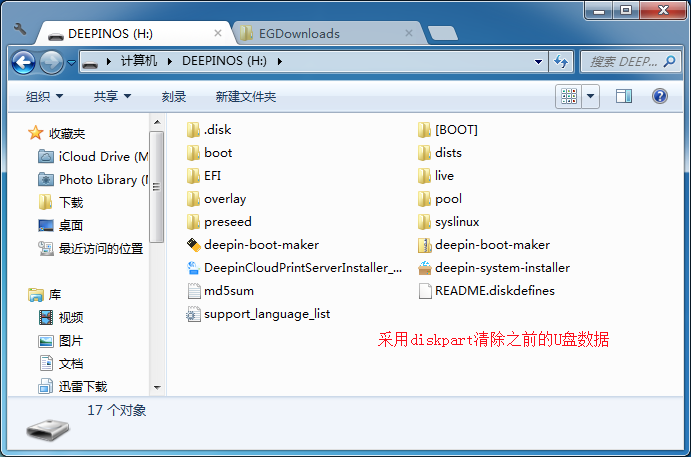 DEEPINOS (H:)
EGDownloads
计算机
DEEPINOS (H:)
搜索 DEEP...
组织
共享
刻录
新建文件夹
收藏夹
iCloud Drive (M
Photo Library (M
下载
桌面
最近访问的位置
库
视频
图片
文档
迅雷下载
.disk
[BOOT]
boot
dists
EFI
live
overlay
pool
preseed
syslinux
deepin-boot-maker
deepin-boot-maker
DeepinCloudPrintServerInstaller_...
deepin-system-installer
md5sum
README.diskdefines
support_language_list
采用diskpart清除之前的U盘数据
17 个对象